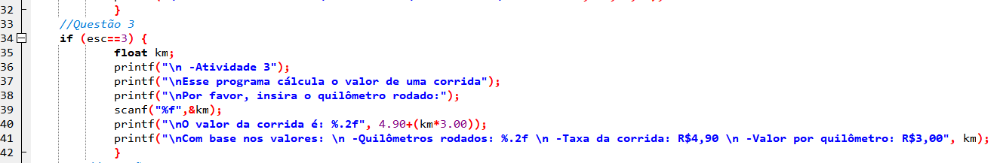 32 }
33 //Questão 3
34 if (esc==3) {
35 float km;
36 printf("\n -Atividade 3");
37 printf("\nEsse programa cálcula o valor de uma corrida");
38 printf("\nPor favor, insira o quilômetro rodado:");
39 scanf("%f",&km);
40 printf("\nO valor da corrida é: %.2f", 4.90+(km*3.00));
41 printf("\nCom base nos valores: \n -Quilômetros rodados: %.2f \n -Taxa da corrida: R$4,90 \n -Valor por quilômetro: R$3,00", km);
42 }